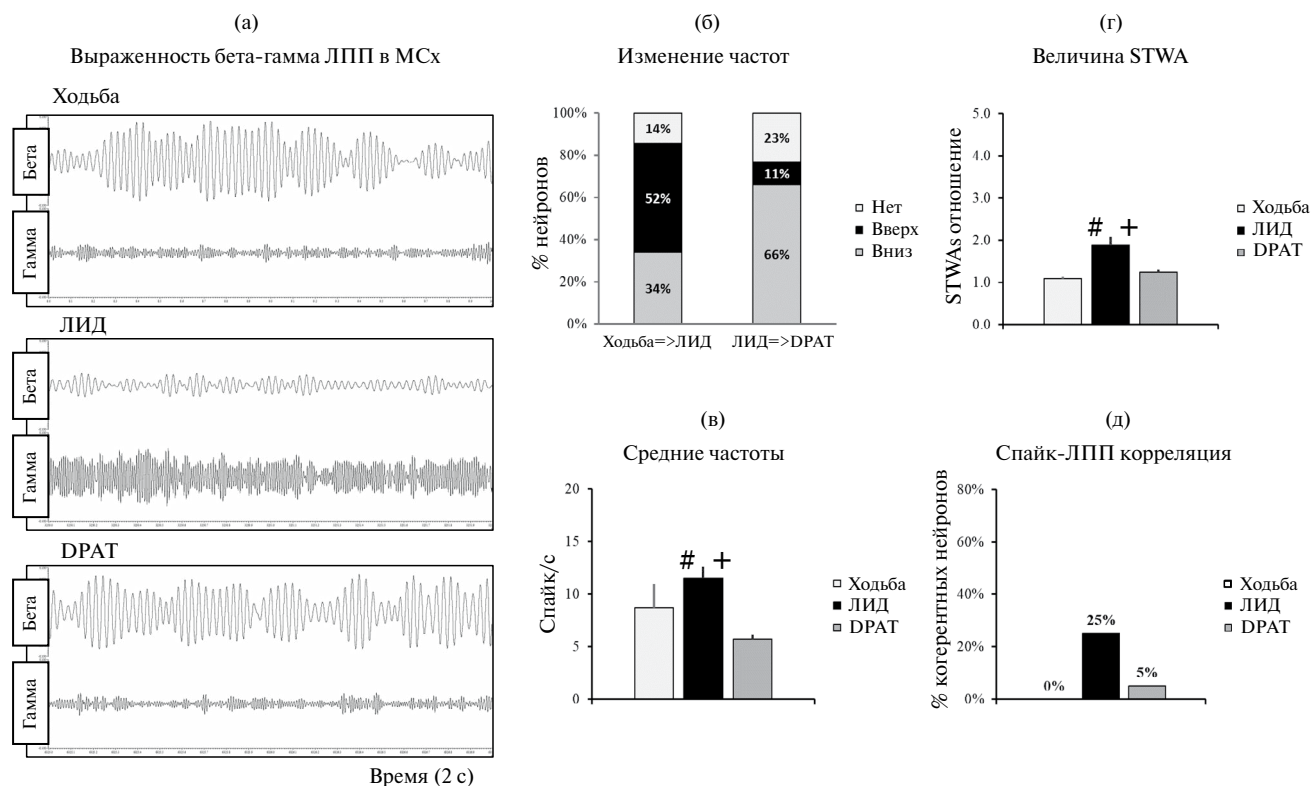 (а)
Выраженность бета-гамма ЛПП в МСх
Ходьба
Бета
Гамма
ЛИД
Бета
Гамма
DPAT
Бета
Гамма
Время (2 с)
(б)
Изменение частот
% нейронов
100%
80%
60%
40%
20%
0%
14%
52%
34%
23%
11%
66%
Ходьба=>ЛИД
ЛИД=>DPAT
Нет
Вверх
Вниз
(в)
Средние частоты
Спайк/с
20
15
10
5
0
# +
Ходьба
ЛИД
DPAT
(г)
Величина STWA
STWAs отношение
5.0
4.0
3.0
2.0
1.0
0.0
# +
Ходьба
ЛИД
DPAT
(д)
Спайк-ЛПП корреляция
% когерентных нейронов
80%
60%
40%
20%
0%
0%
25%
5%
Ходьба
ЛИД
DPAT